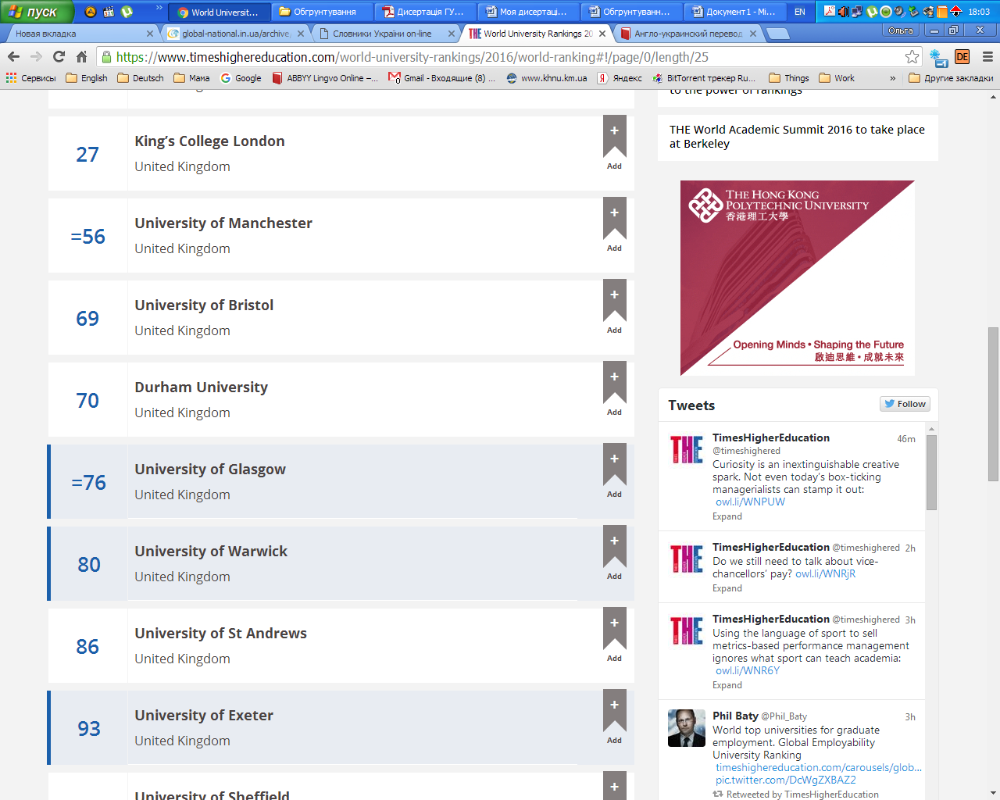 пуск
World Universit...
Обгрунтування
Дисертація ГУ...
Моя дисертаці...
Обгрунтуванн...
Документ1 - Mi...
EN
18:03
Новая вкладка
global-national.in.ua/archive
Словники України on-line
World University Rankings 20
Англо-украинский перевод
Ольга
https://www.timeshighereducation.com/world-university-rankings/2016/world-ranking#!/page/0/length/25
DE
Сервисы
English
Deutsch
Мама
Google
ABBYY Lingvo Online –...
Gmail - Входящие (8) ...
www.khnu.km.ua
Яндекс
BitTorrent трекер Ru...
Things
Work
»
Другие закладки
27
King’s College London
United Kingdom
+
Add
=56
University of Manchester
United Kingdom
+
Add
69
University of Bristol
United Kingdom
+
Add
70
Durham University
United Kingdom
+
Add
=76
University of Glasgow
United Kingdom
+
Add
80
University of Warwick
United Kingdom
+
Add
86
University of St Andrews
United Kingdom
+
Add
93
University of Exeter
United Kingdom
+
Add
University of Sheffield
+
to the power of rankings
THE World Academic Summit 2016 to take place
at Berkeley
THE HONG KONG
POLYTECHNIC UNIVERSITY
香港理工大學
Opening Minds • Shaping the Future
啟迪思維 • 成就未來
Tweets
Follow
THE
TimesHigherEducation
46m
@timeshighered
Curiosity is an inextinguishable creative
spark. Not even today’s box-ticking
managerialists can stamp it out:
owl.li/WNPUW
Expand
THE
TimesHigherEducation @timeshighered 2h
Do we still need to talk about vice-
chancellors’ pay? owl.li/WNRjR
Expand
THE
TimesHigherEducation @timeshighered 3h
Using the language of sport to sell
metrics-based performance management
ignores what sport can teach academia:
owl.li/WNR6Y
Expand
Phil Baty @Phil_Baty 3h
World top universities for graduate
employment. Global Employability
University Ranking
timeshighereducation.com/carousels/glob...
pic.twitter.com/DcWgZXBAZ2
Retweeted by TimesHigherEducation